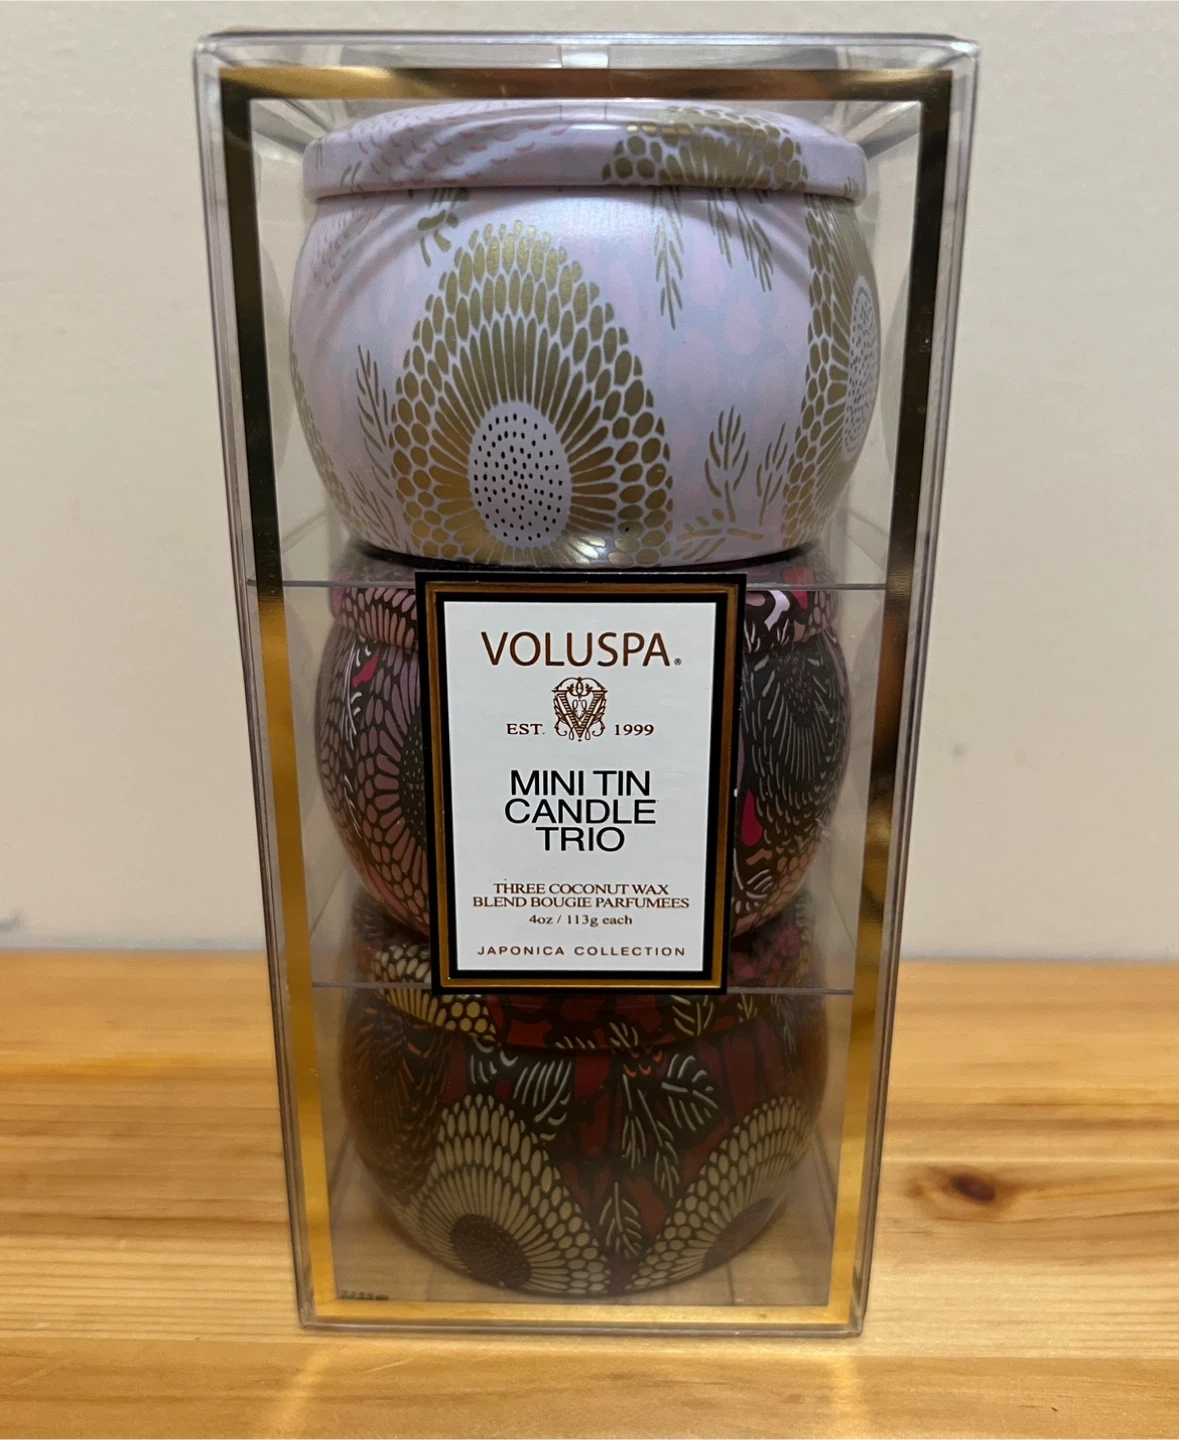 VOLUSPA®
EST. 1999
MINI TIN
CANDLE
TRIO
THREE COCONUT WAX
BLEND BOUGIE PARFUMEES
4oz / 113g each
JAPONICA COLLECTION